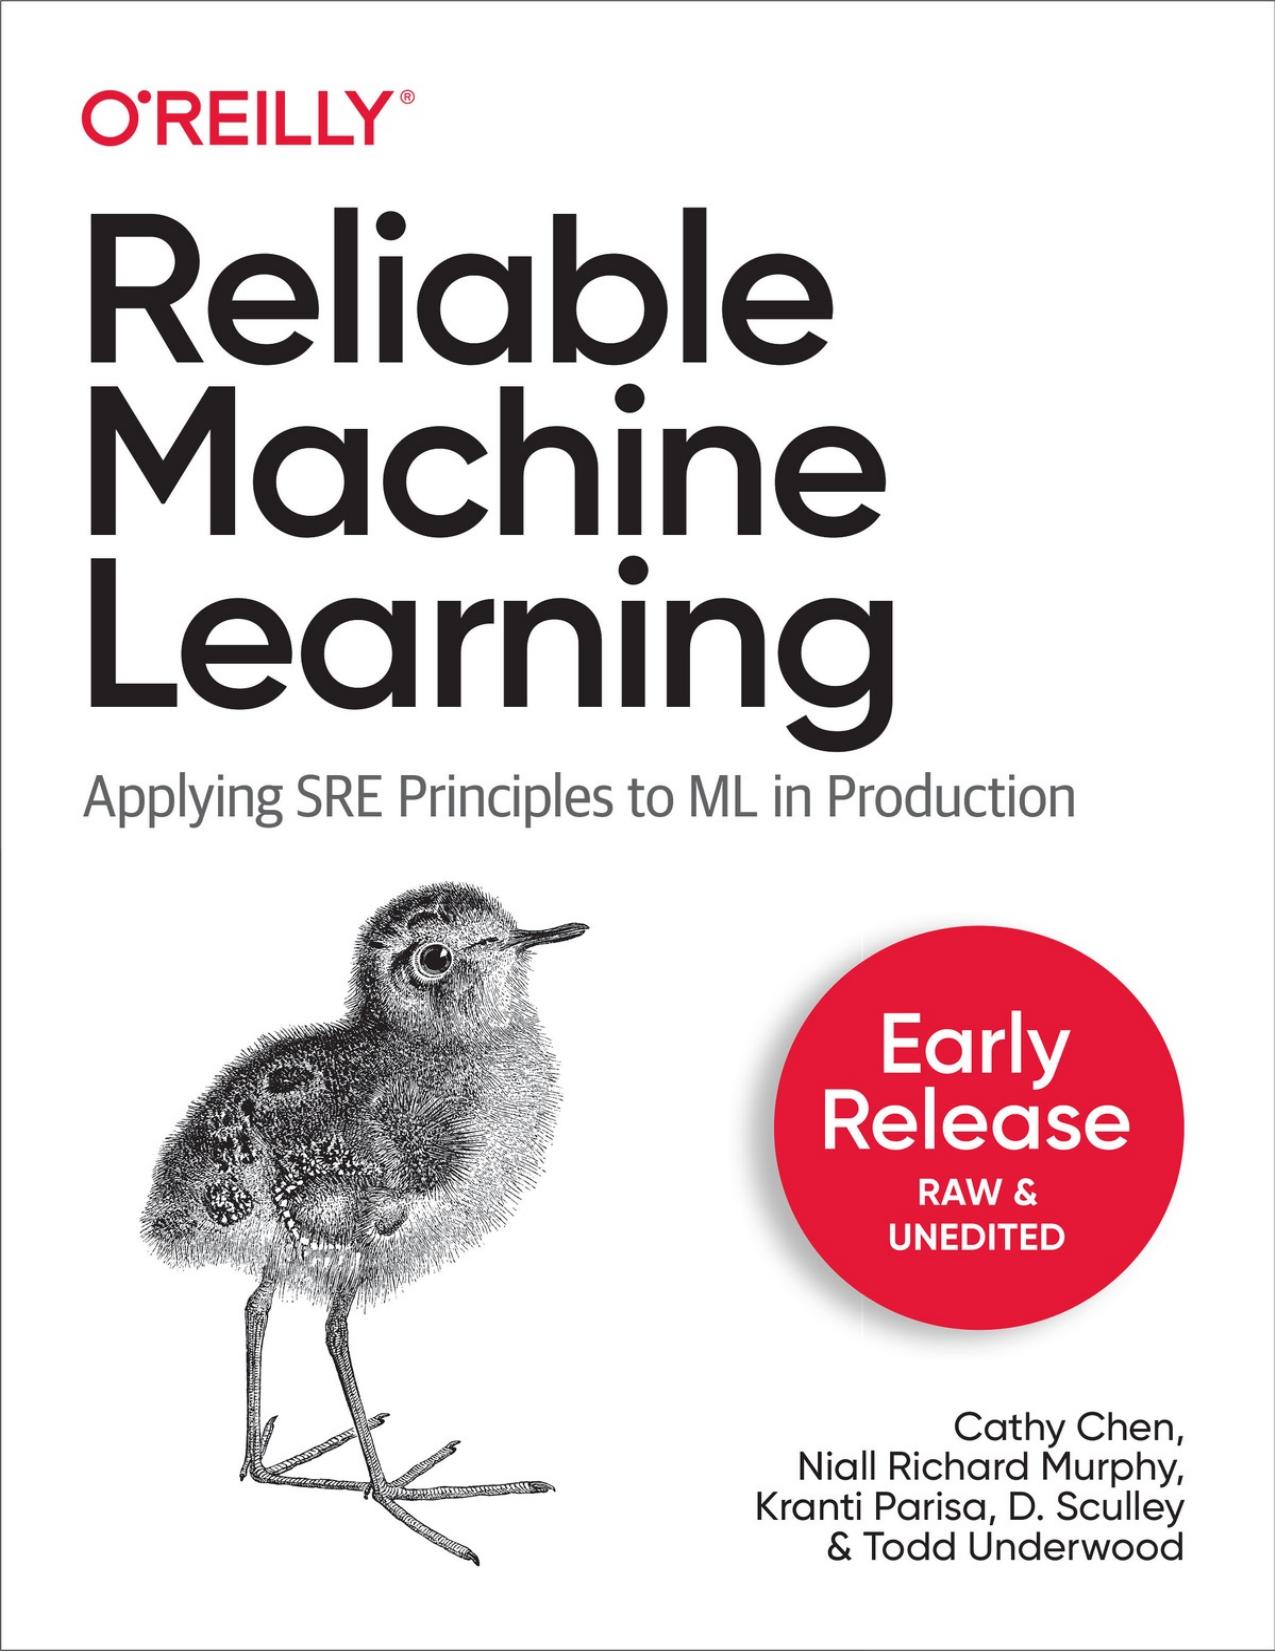 O'REILLY®
Reliable
Machine
Learning
Applying SRE Principles to ML in Production
Early
Release
RAW &
UNEDITED
Cathy Chen,
Niall Richard Murphy,
Kranti Parisa, D. Sculley
& Todd Underwood